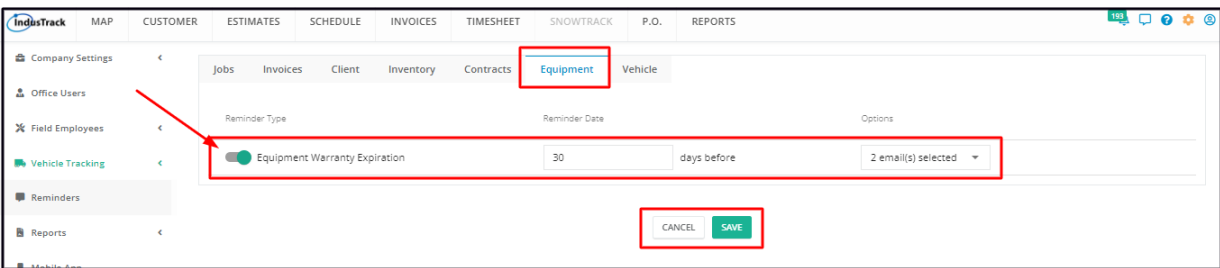 IndusTrack MAP CUSTOMER ESTIMATES SCHEDULE INVOICES TIMESHEET SNOWTRACK P.O. REPORTS 193
Company Settings
Office Users
Field Employees
Vehicle Tracking
Reminders
Reports
Mobile App
Jobs Invoices Client Inventory Contracts Equipment Vehicle
Reminder Type Reminder Date Options
Equipment Warranty Expiration 30 days before 2 email(s) selected
CANCEL SAVE